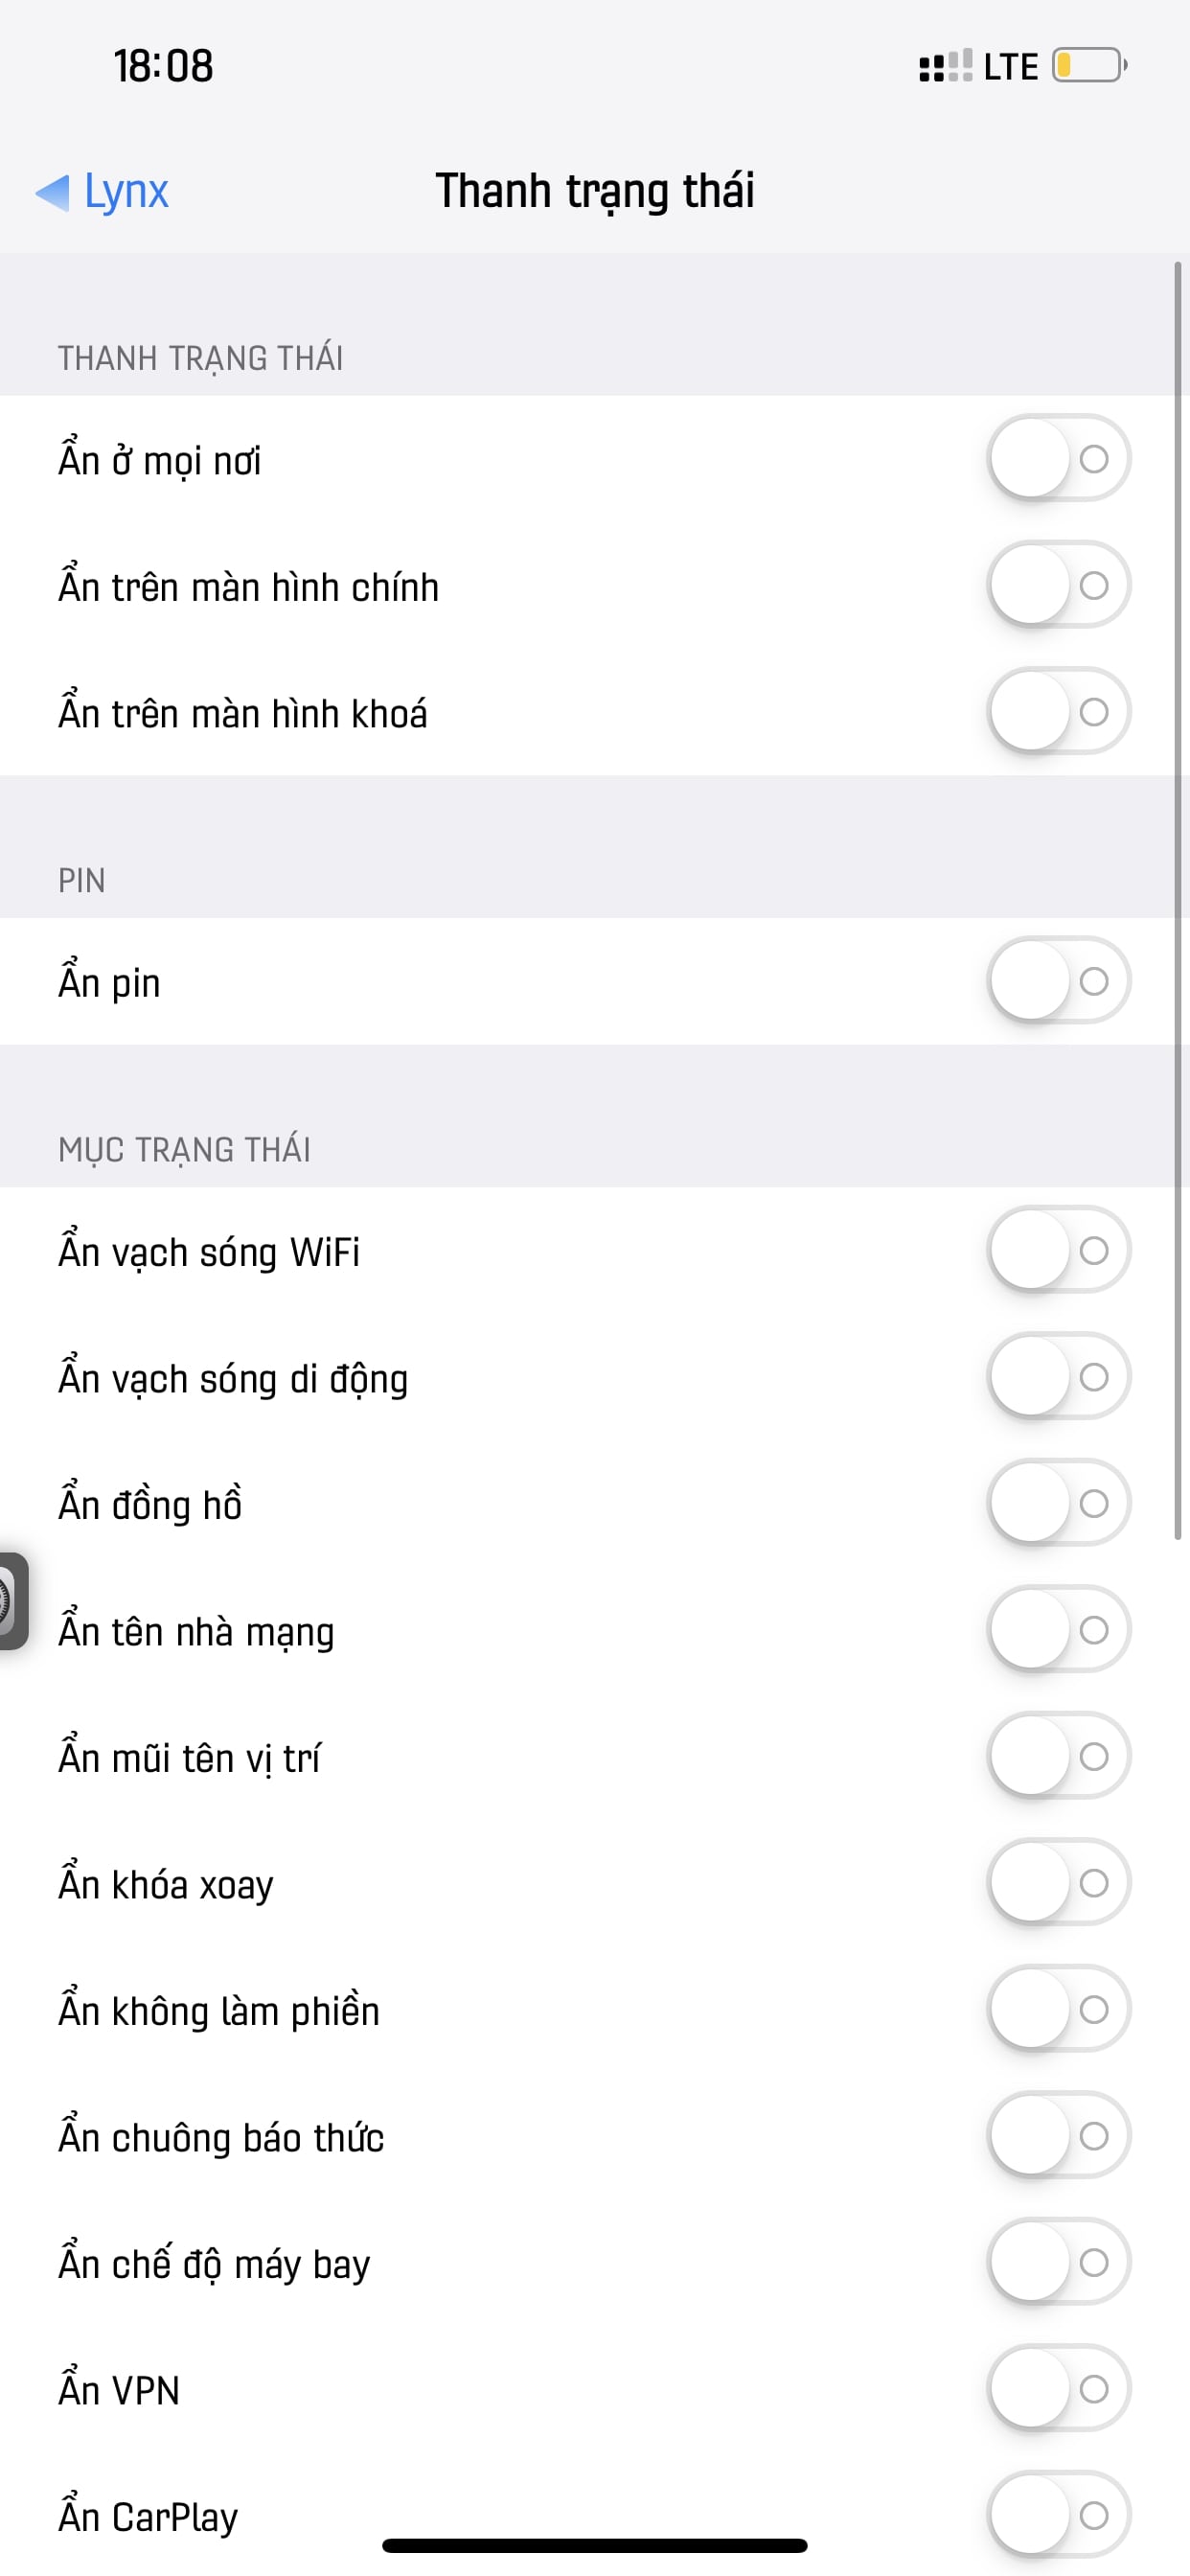 18:08
LTE
Lynx
Thanh trạng thái
THANH TRẠNG THÁI
Ẩn ở mọi nơi
Ẩn trên màn hình chính
Ẩn trên màn hình khoá
PIN
Ẩn pin
MỤC TRẠNG THÁI
Ẩn vạch sóng WiFi
Ẩn vạch sóng di động
Ẩn đồng hồ
Ẩn tên nhà mạng
Ẩn mũi tên vị trí
Ẩn khóa xoay
Ẩn không làm phiền
Ẩn chuông báo thức
Ẩn chế độ máy bay
Ẩn VPN
Ẩn CarPlay